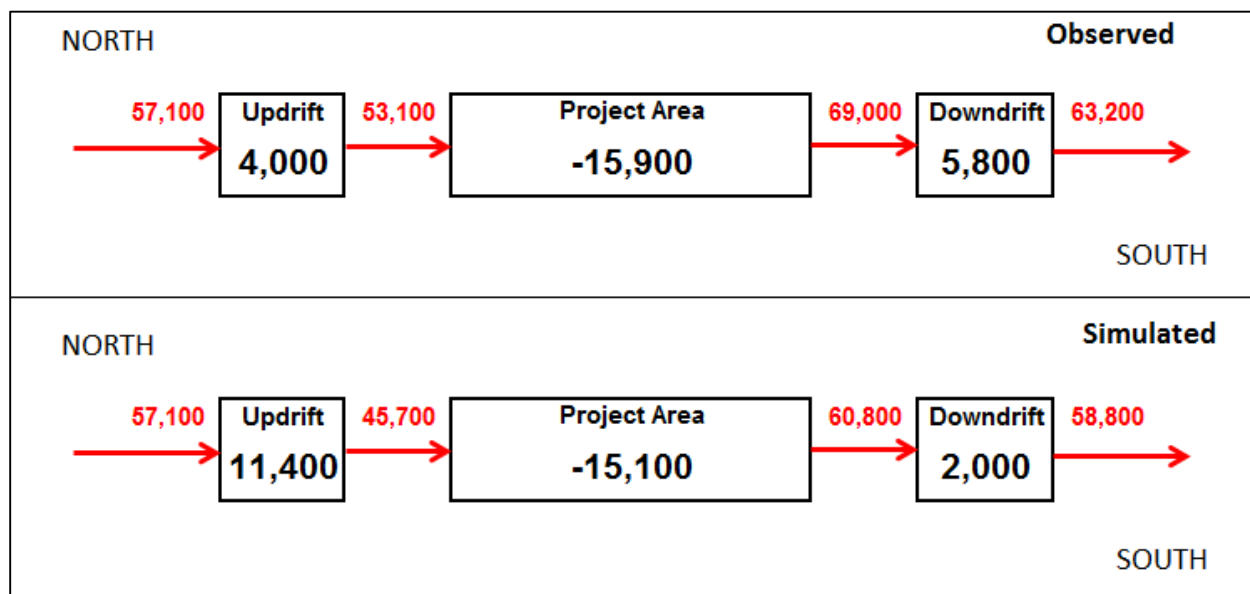 Observed
NORTH
57,100
Updrift
4,000
53,100
Project Area
-15,900
69,000
Downdrift
5,800
63,200
SOUTH
Simulated
NORTH
57,100
Updrift
11,400
45,700
Project Area
-15,100
60,800
Downdrift
2,000
58,800
SOUTH